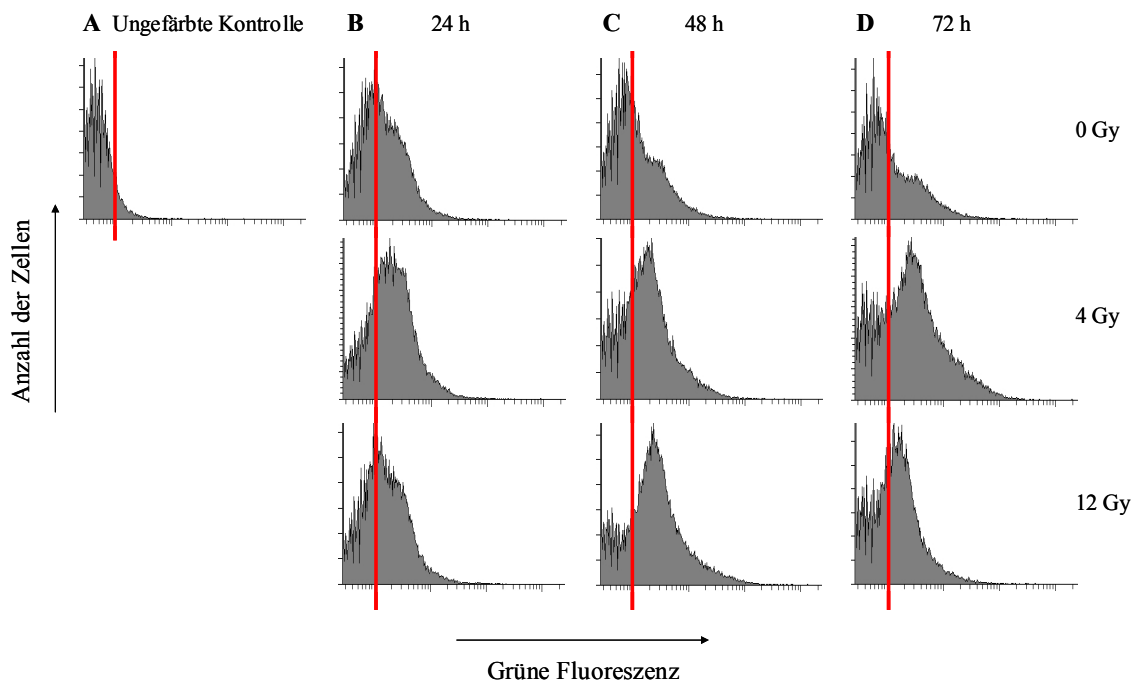 A Ungefärbte Kontrolle
B 24 h
C 48 h
D 72 h
0 Gy
4 Gy
12 Gy
Anzahl der Zellen
Grüne Fluoreszenz